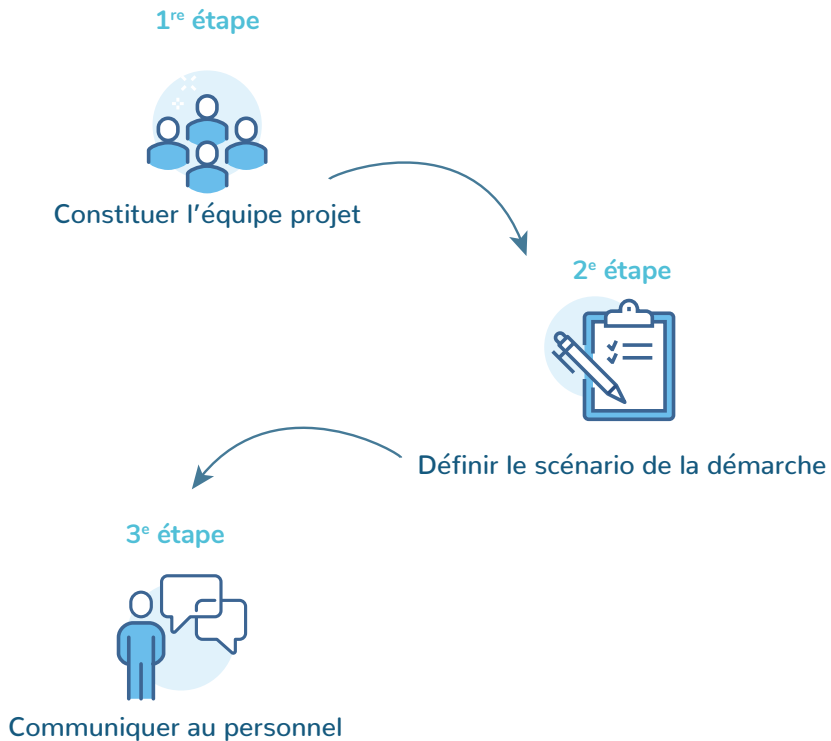 1re étape
Constituer l'équipe projet
2e étape
Définir le scénario de la démarche
3e étape
Communiquer au personnel